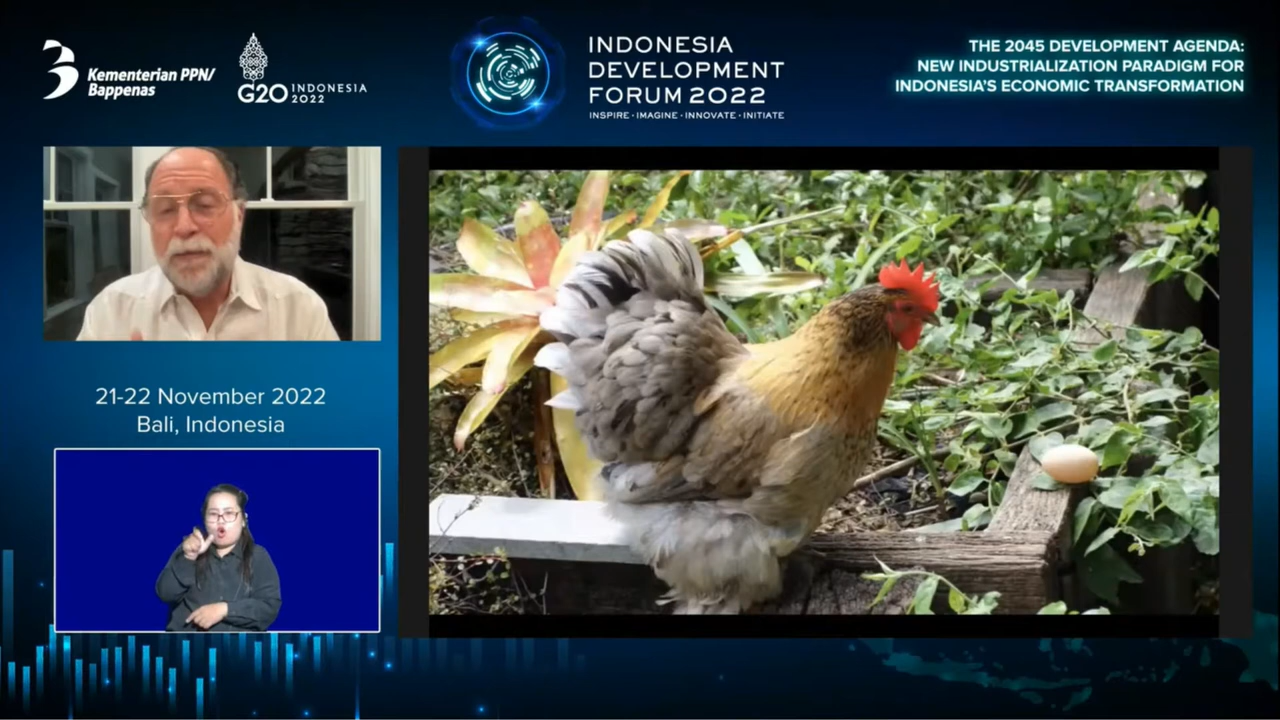 Kementerian PPN/
Bappenas
G20 INDONESIA
2022
INDONESIA
DEVELOPMENT
FORUM 2022
INSPIRE · IMAGINE · INNOVATE · INITIATE
THE 2045 DEVELOPMENT AGENDA:
NEW INDUSTRIALIZATION PARADIGM FOR
INDONESIA'S ECONOMIC TRANSFORMATION
21-22 November 2022
Bali, Indonesia